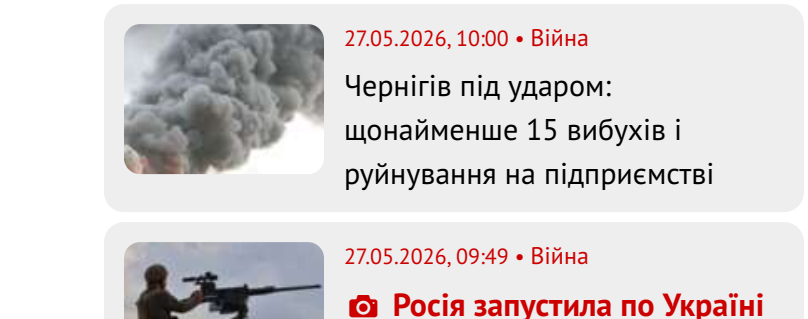 27.05.2026, 10:00 • Війна
Чернігів під ударом:
щонайменше 15 вибухів і
руйнування на підприємстві
27.05.2026, 09:49 • Війна
Росія запустила по Україні